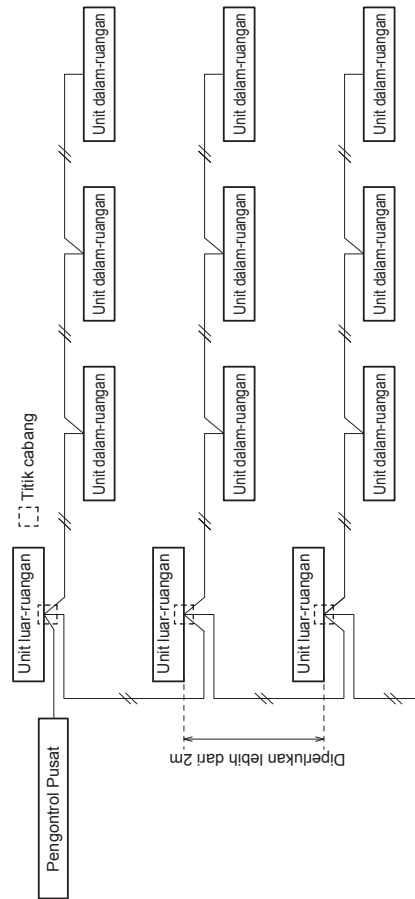 Titik cabang
Pengontrol Pusat
Unit luar-ruangan
Unit dalam-ruangan
Unit dalam-ruangan
Unit dalam-ruangan
Unit luar-ruangan
Unit dalam-ruangan
Unit dalam-ruangan
Unit dalam-ruangan
Diperlukan lebih dari 2m
Unit luar-ruangan
Unit dalam-ruangan
Unit dalam-ruangan
Unit dalam-ruangan